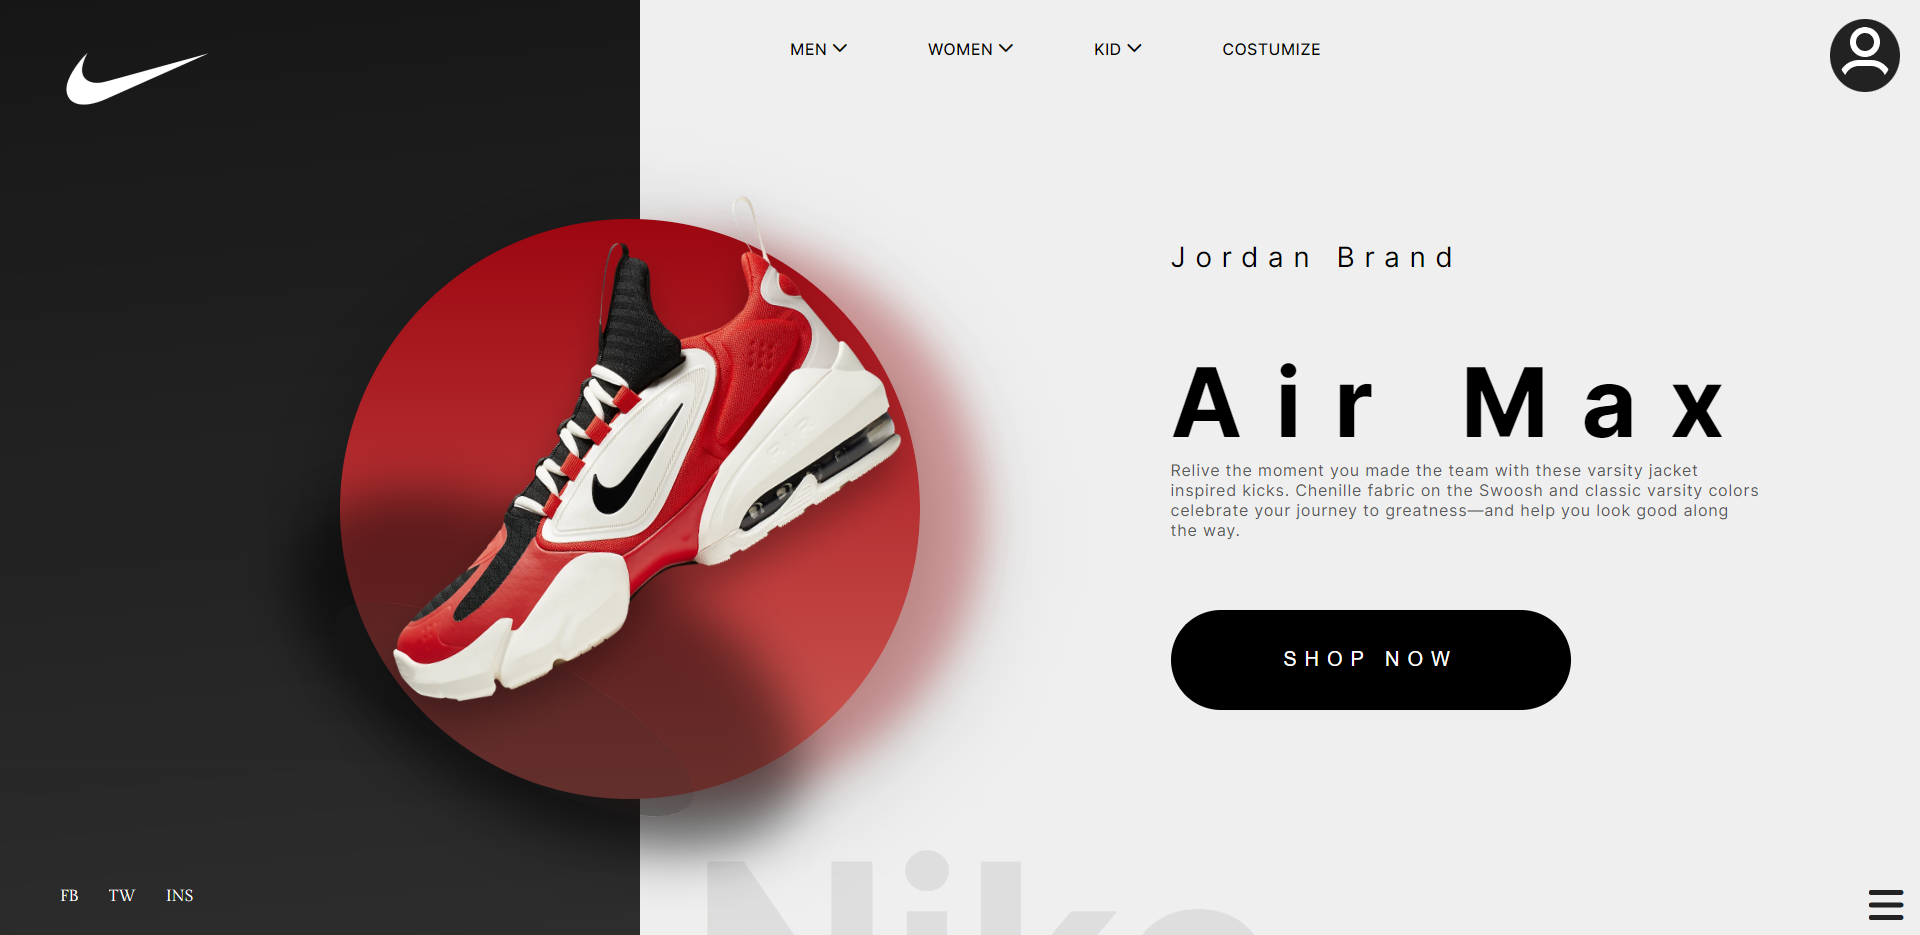 MEN
WOMEN
KID
COSTUMIZE
Jordan Brand
Air Max
Relive the moment you made the team with these varsity jacket
inspired kicks. Chenille fabric on the Swoosh and classic varsity colors
celebrate your journey to greatness—and help you look good along
the way.
SHOP NOW
AIR
FB
TW
INS
Nike